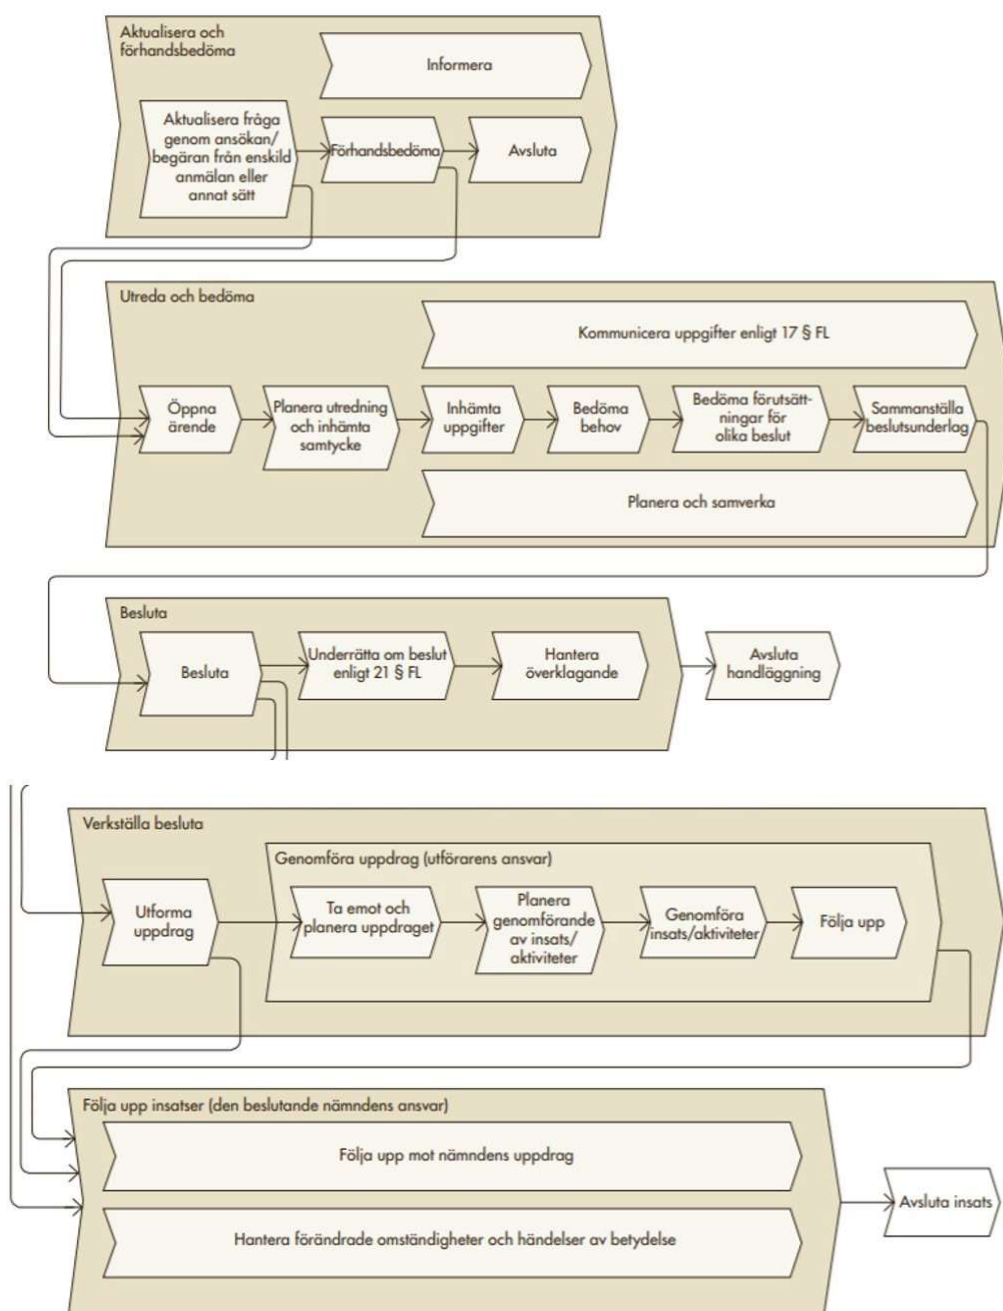 Aktualisera och
förhandsbedöma
Informera
Aktualisera fråga
genom ansökan/
begäran från enskild
anmälan eller
annat sätt
Förhandsbedöma
Avsluta
Utreda och bedöma
Kommunicera uppgifter enligt 17 § FL
Öppna
ärende
Planera utredning
och inhämta
samtycke
Inhämta
uppgifter
Bedöma
behov
Bedöma förutsätt-
ningar för
olika beslut
Sammanställa
beslutsunderlag
Planera och samverka
Besluta
Besluta
Underrätta om beslut
enligt 21 § FL
Hantera
överklagande
Avsluta
handläggning
Verkställa besluta
Genomföra uppdrag (utförarens ansvar)
Utforma
uppdrag
Ta emot och
planera uppdraget
Planera
genomförande
av insats/
aktiviteter
Genomföra
insats/aktiviteter
Följa upp
Följa upp insatser (den beslutande nämndens ansvar)
Följa upp mot nämndens uppdrag
Avsluta insats
Hantera förändrade omständigheter och händelser av betydelse